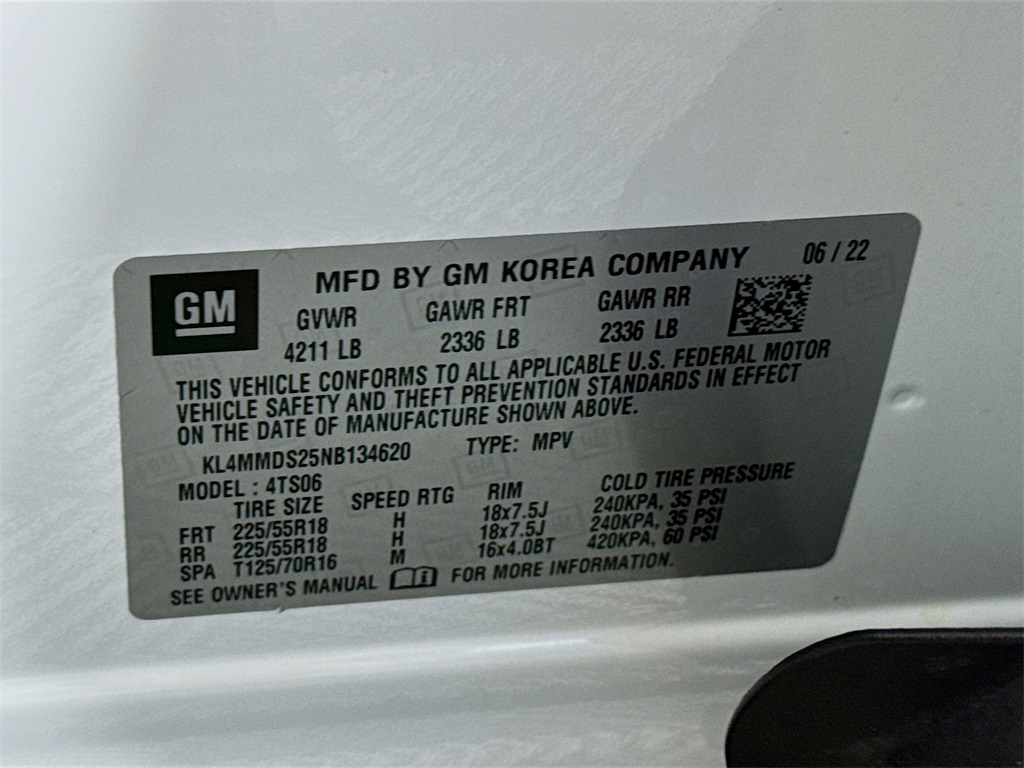 GM
MFD BY GM KOREA COMPANY 06 / 22
GVWR GAWR FRT GAWR RR
4211 LB 2336 LB 2336 LB
THIS VEHICLE CONFORMS TO ALL APPLICABLE U.S. FEDERAL MOTOR
VEHICLE SAFETY AND THEFT PREVENTION STANDARDS IN EFFECT
ON THE DATE OF MANUFACTURE SHOWN ABOVE.
KL4MMDS25NB134620 TYPE: MPV
MODEL : 4TS06
TIRE SIZE SPEED RTG RIM COLD TIRE PRESSURE
FRT 225/55R18 H 18x7.5J 240KPA, 35 PSI
RR 225/55R18 H 18x7.5J 240KPA, 35 PSI
SPA T125/70R16 M 16x4.0BT 420KPA, 60 PSI
SEE OWNER'S MANUAL FOR MORE INFORMATION.